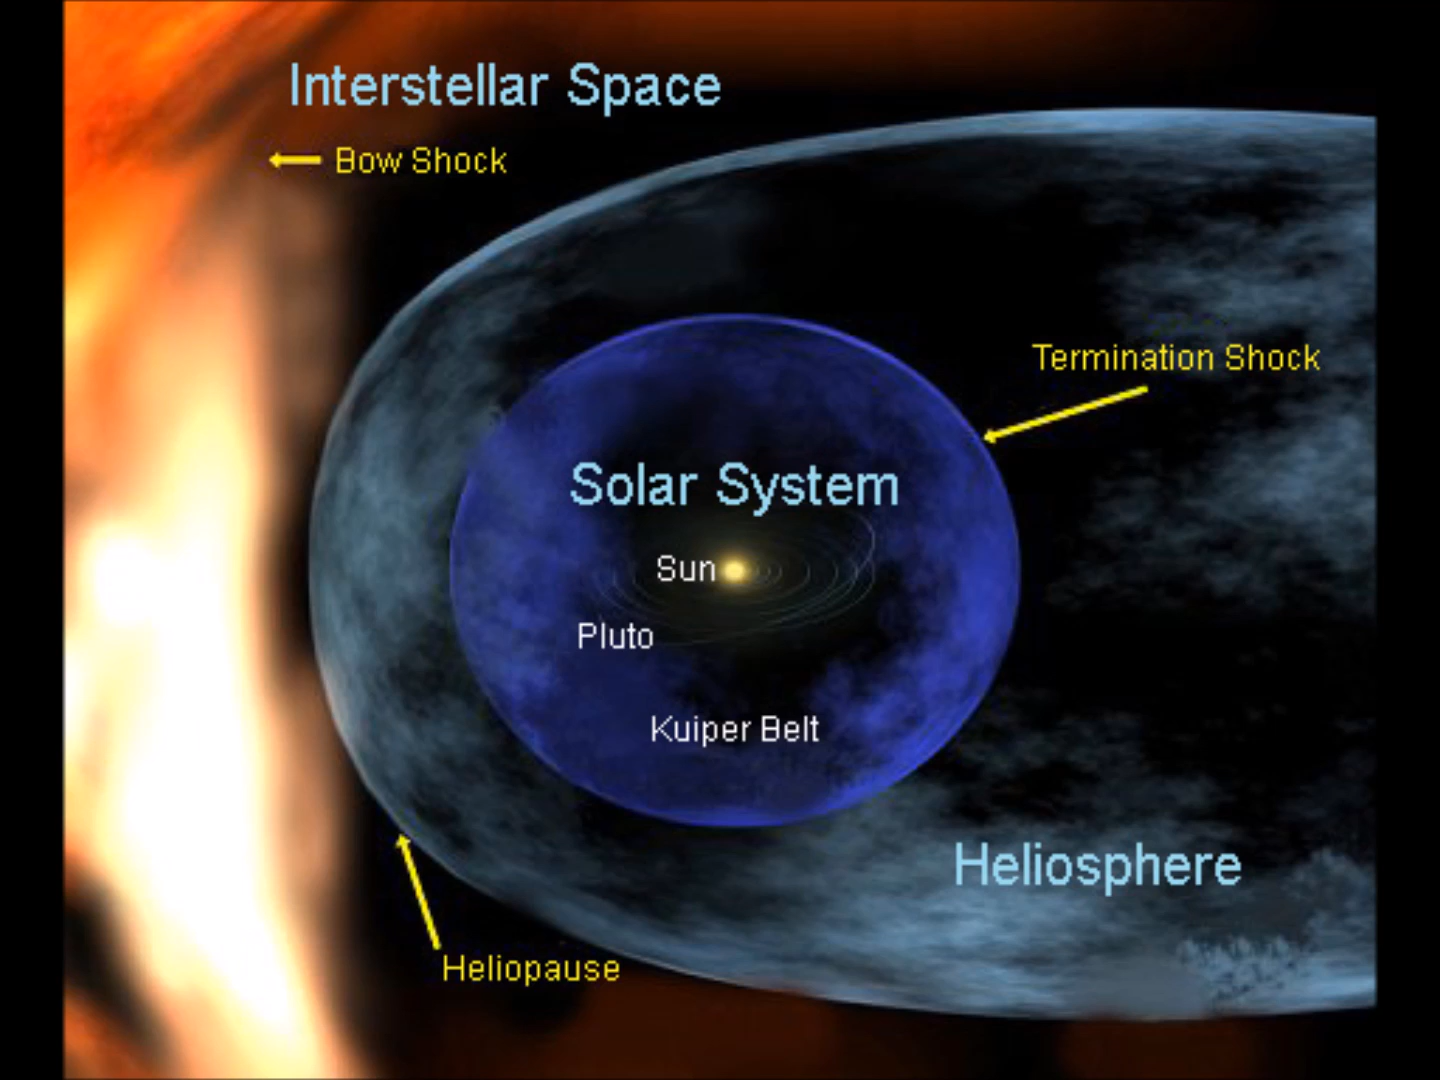 Interstellar Space
Bow Shock
Termination Shock
Solar System
Sun
Pluto
Kuiper Belt
Heliosphere
Heliopause